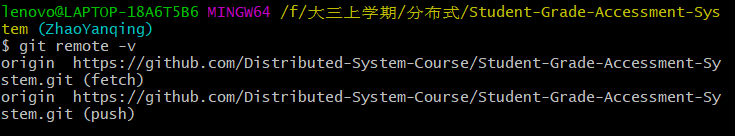 lenovo@LAPTOP-18A6T5B6 MINGW64 /f/大三上学期/分布式/Student-Grade-Accessment-Sys
tem (ZhaoYanqing)
$ git remote -v
origin  https://github.com/Distributed-System-Course/Student-Grade-Accessment-Sy
stem.git (fetch)
origin  https://github.com/Distributed-System-Course/Student-Grade-Accessment-Sy
stem.git (push)